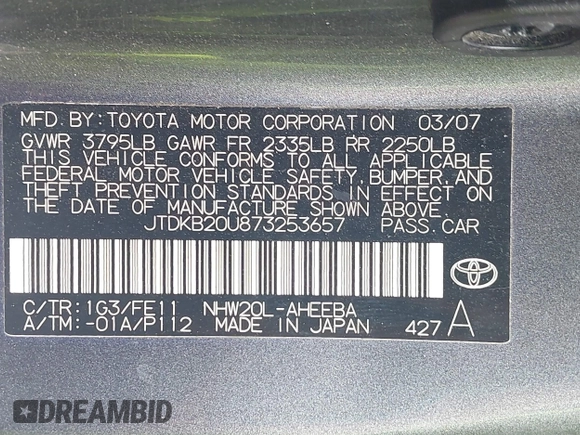 MFD.BY:TOYOTA MOTOR CORPORATION 03/07
GVWR 3795LB GAWR FR 2335LB RR 2250LB
THIS VEHICLE CONFORMS TO ALL APPLICABLE
FEDERAL MOTOR VEHICLE SAFETY, BUMPER, AND
THEFT PREVENTION STANDARDS IN EFFECT ON
THE DATE OF MANUFACTURE SHOWN ABOVE.
JTDKB20U873253657 PASS.CAR
C/TR:1G3/FE11 NHW20L-AHEEBA
A/TM:-01A/P112 MADE IN JAPAN 427 A
DREAMBID